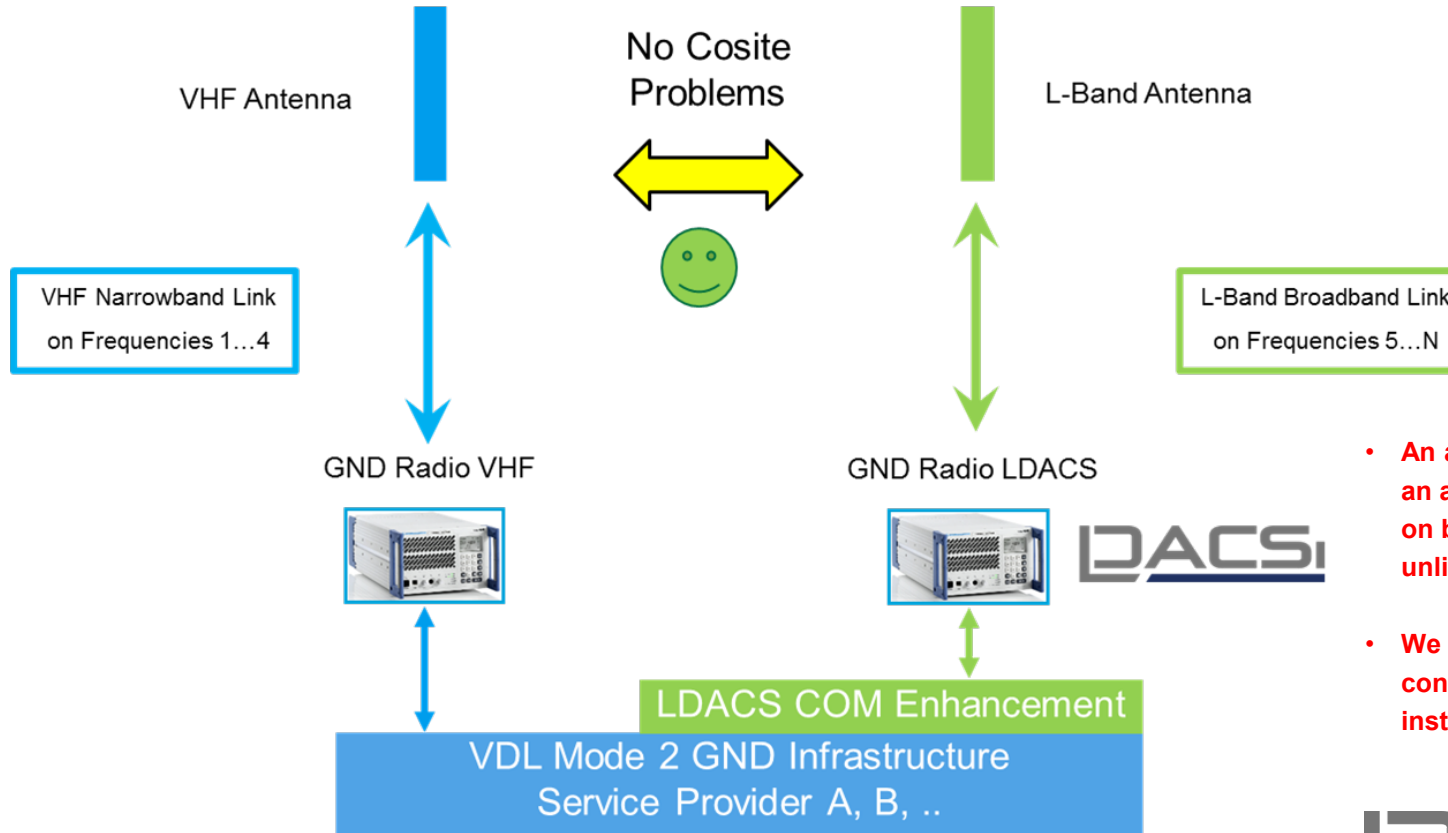 No Cosite
Problems
VHF Antenna
L-Band Antenna
VHF Narrowband Link
on Frequencies 1...4
L-Band Broadband Link
on Frequencies 5...N
GND Radio VHF
GND Radio LDACS
LDACS
• An a
an a
on b
unli
• We
con
inst
LDACS COM Enhancement
VDL Mode 2 GND Infrastructure
Service Provider A, B, ..